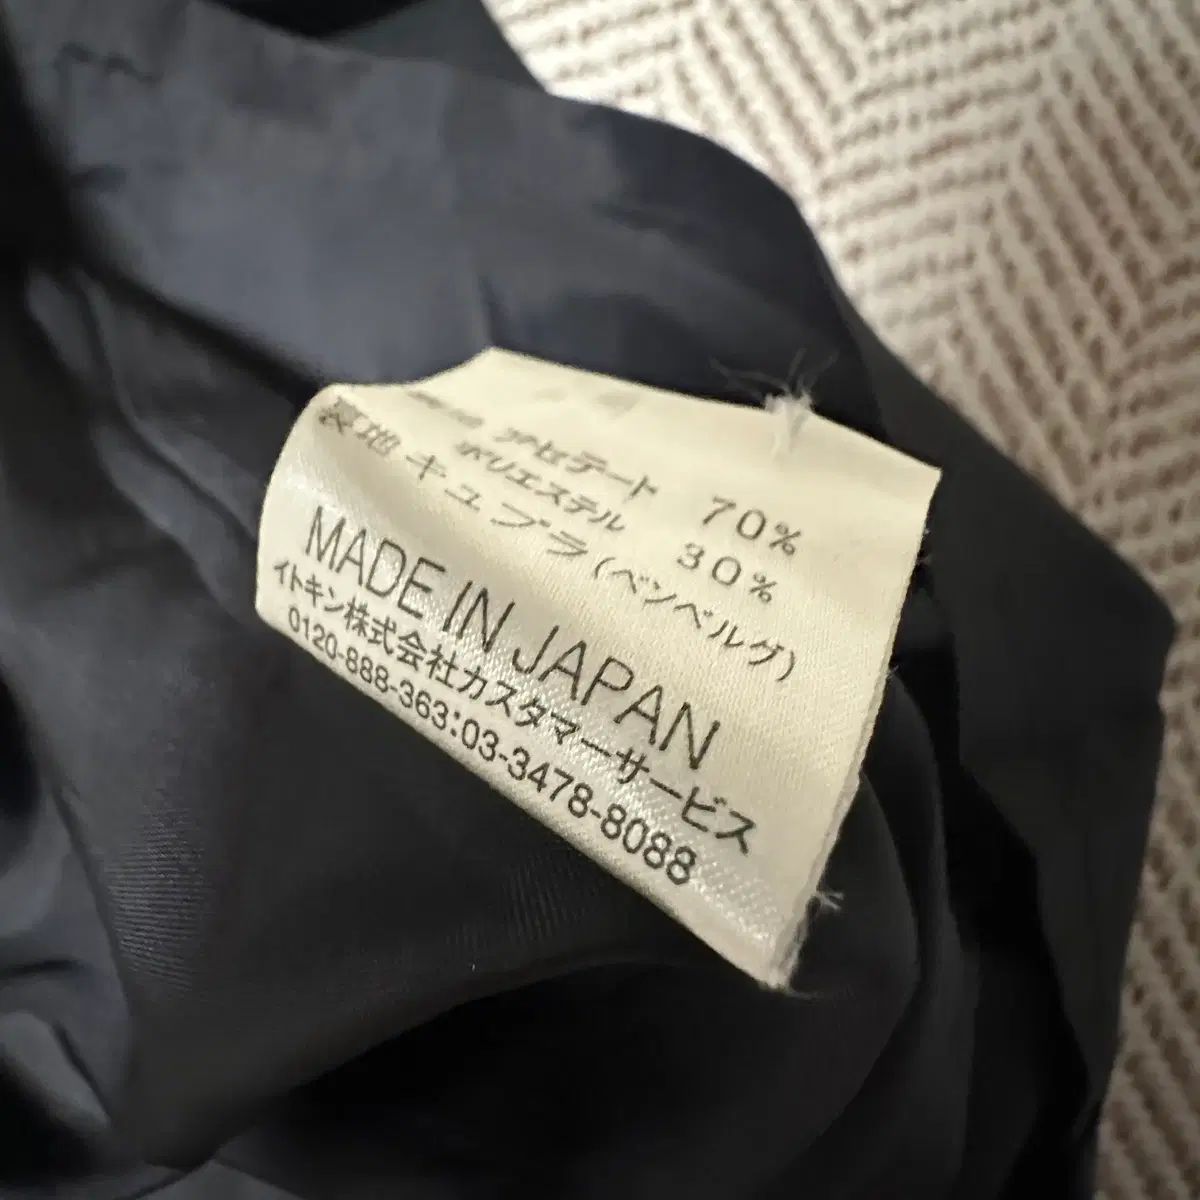 アセテート 70%
ポリエステル 30%
裏地 キュプラ(ベンベルグ)
MADE IN JAPAN
イトキン株式会社カスタマーサービス
0120-888-363:03-3478-8088